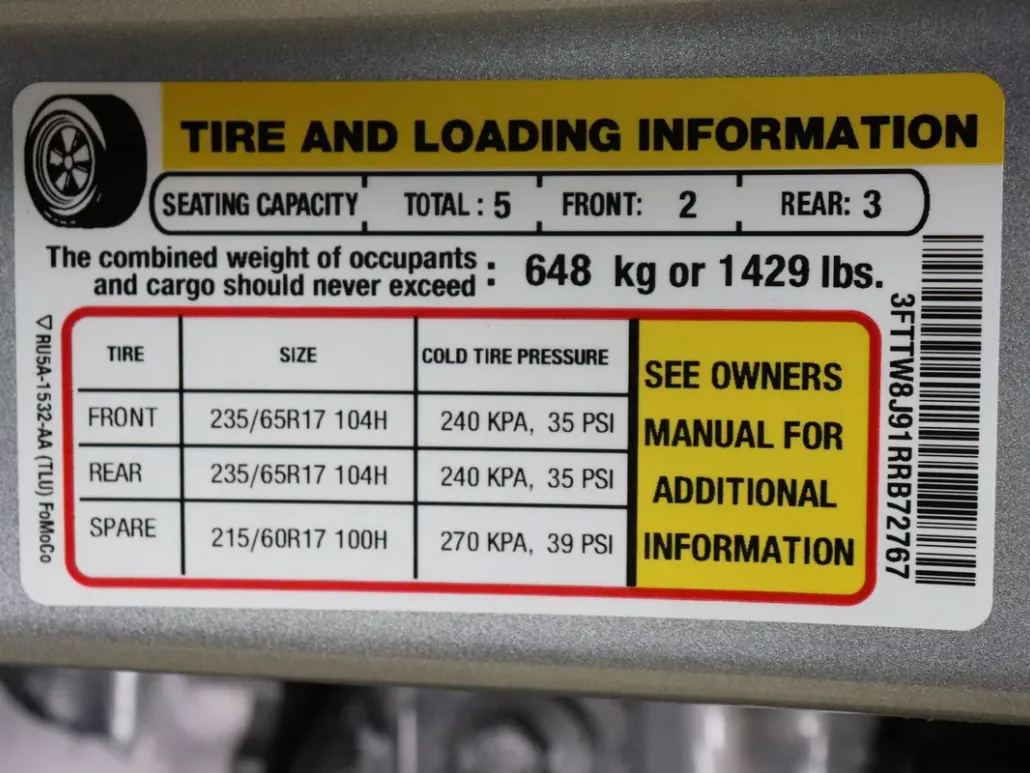 TIRE AND LOADING INFORMATION
SEATING CAPACITY TOTAL : 5 FRONT: 2 REAR: 3
The combined weight of occupants
and cargo should never exceed : 648 kg or 1429 lbs.
TIRE SIZE COLD TIRE PRESSURE
FRONT 235/65R17 104H 240 KPA, 35 PSI
REAR 235/65R17 104H 240 KPA, 35 PSI
SPARE 215/60R17 100H 270 KPA, 39 PSI
SEE OWNERS
MANUAL FOR
ADDITIONAL
INFORMATION
3FTTW8J91RRB72767
RU5A-1532-AA (TLU) FoMoCo